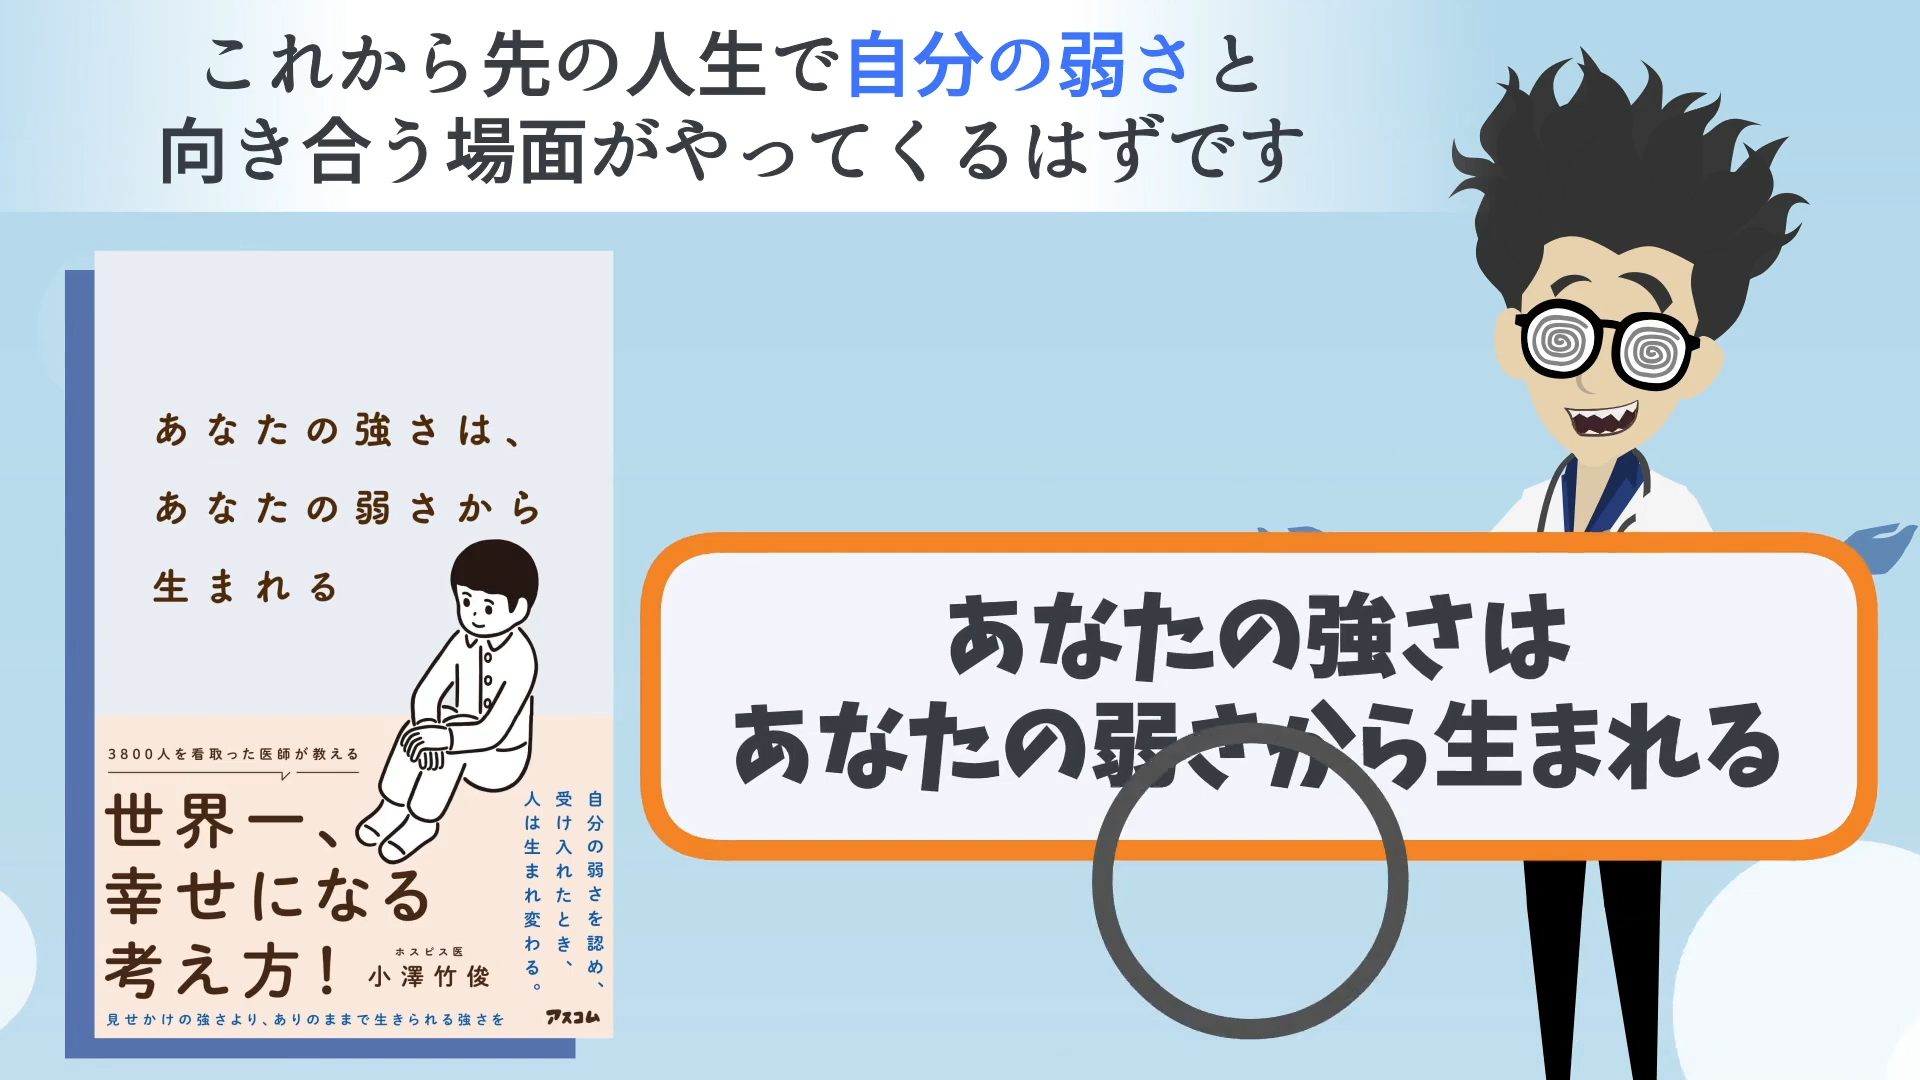 これから先の人生で自分の弱さと
向き合う場面がやってくるはずです
あなたの強さは、
あなたの弱さから
生まれる
3800人を看取った医師が教える
世界一、
幸せになる
考え方!
ホスピス医
小澤竹俊
自分の弱さを認め、
受け入れたとき、
人は生まれ変わる。
見せかけの強さより、ありのままで生きられる強さを
アスコム
あなたの強さは
あなたの弱さから生まれる